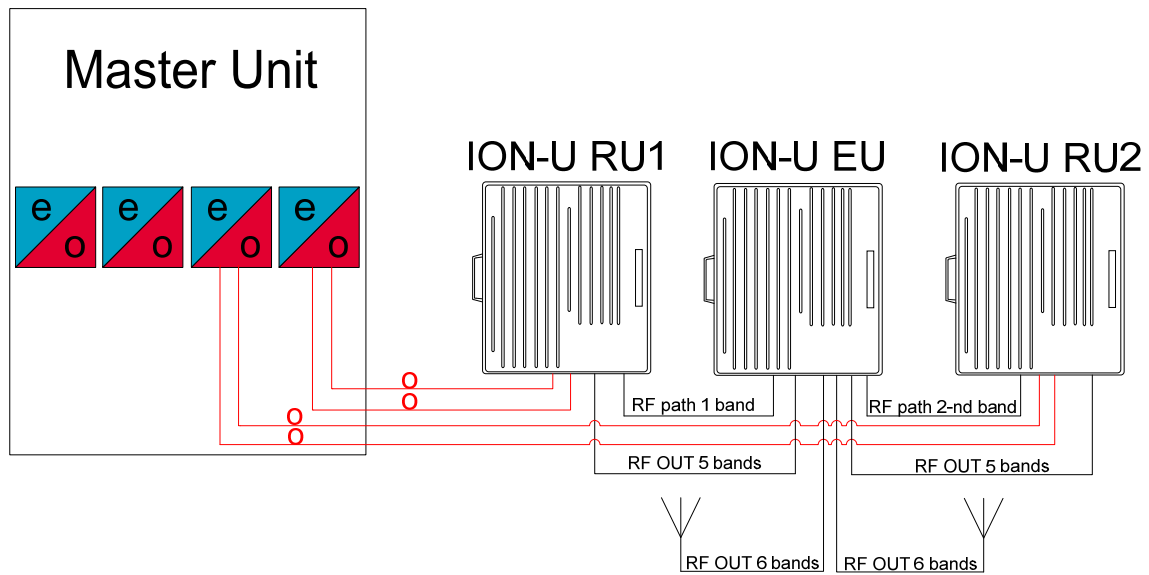 Master Unit
ION-U RU1
ION-U EU
ION-U RU2
e
o
e
o
e
o
e
o
o
o
o
o
RF path 1 band
RF path 2-nd band
RF OUT 5 bands
RF OUT 5 bands
RF OUT 6 bands
RF OUT 6 bands